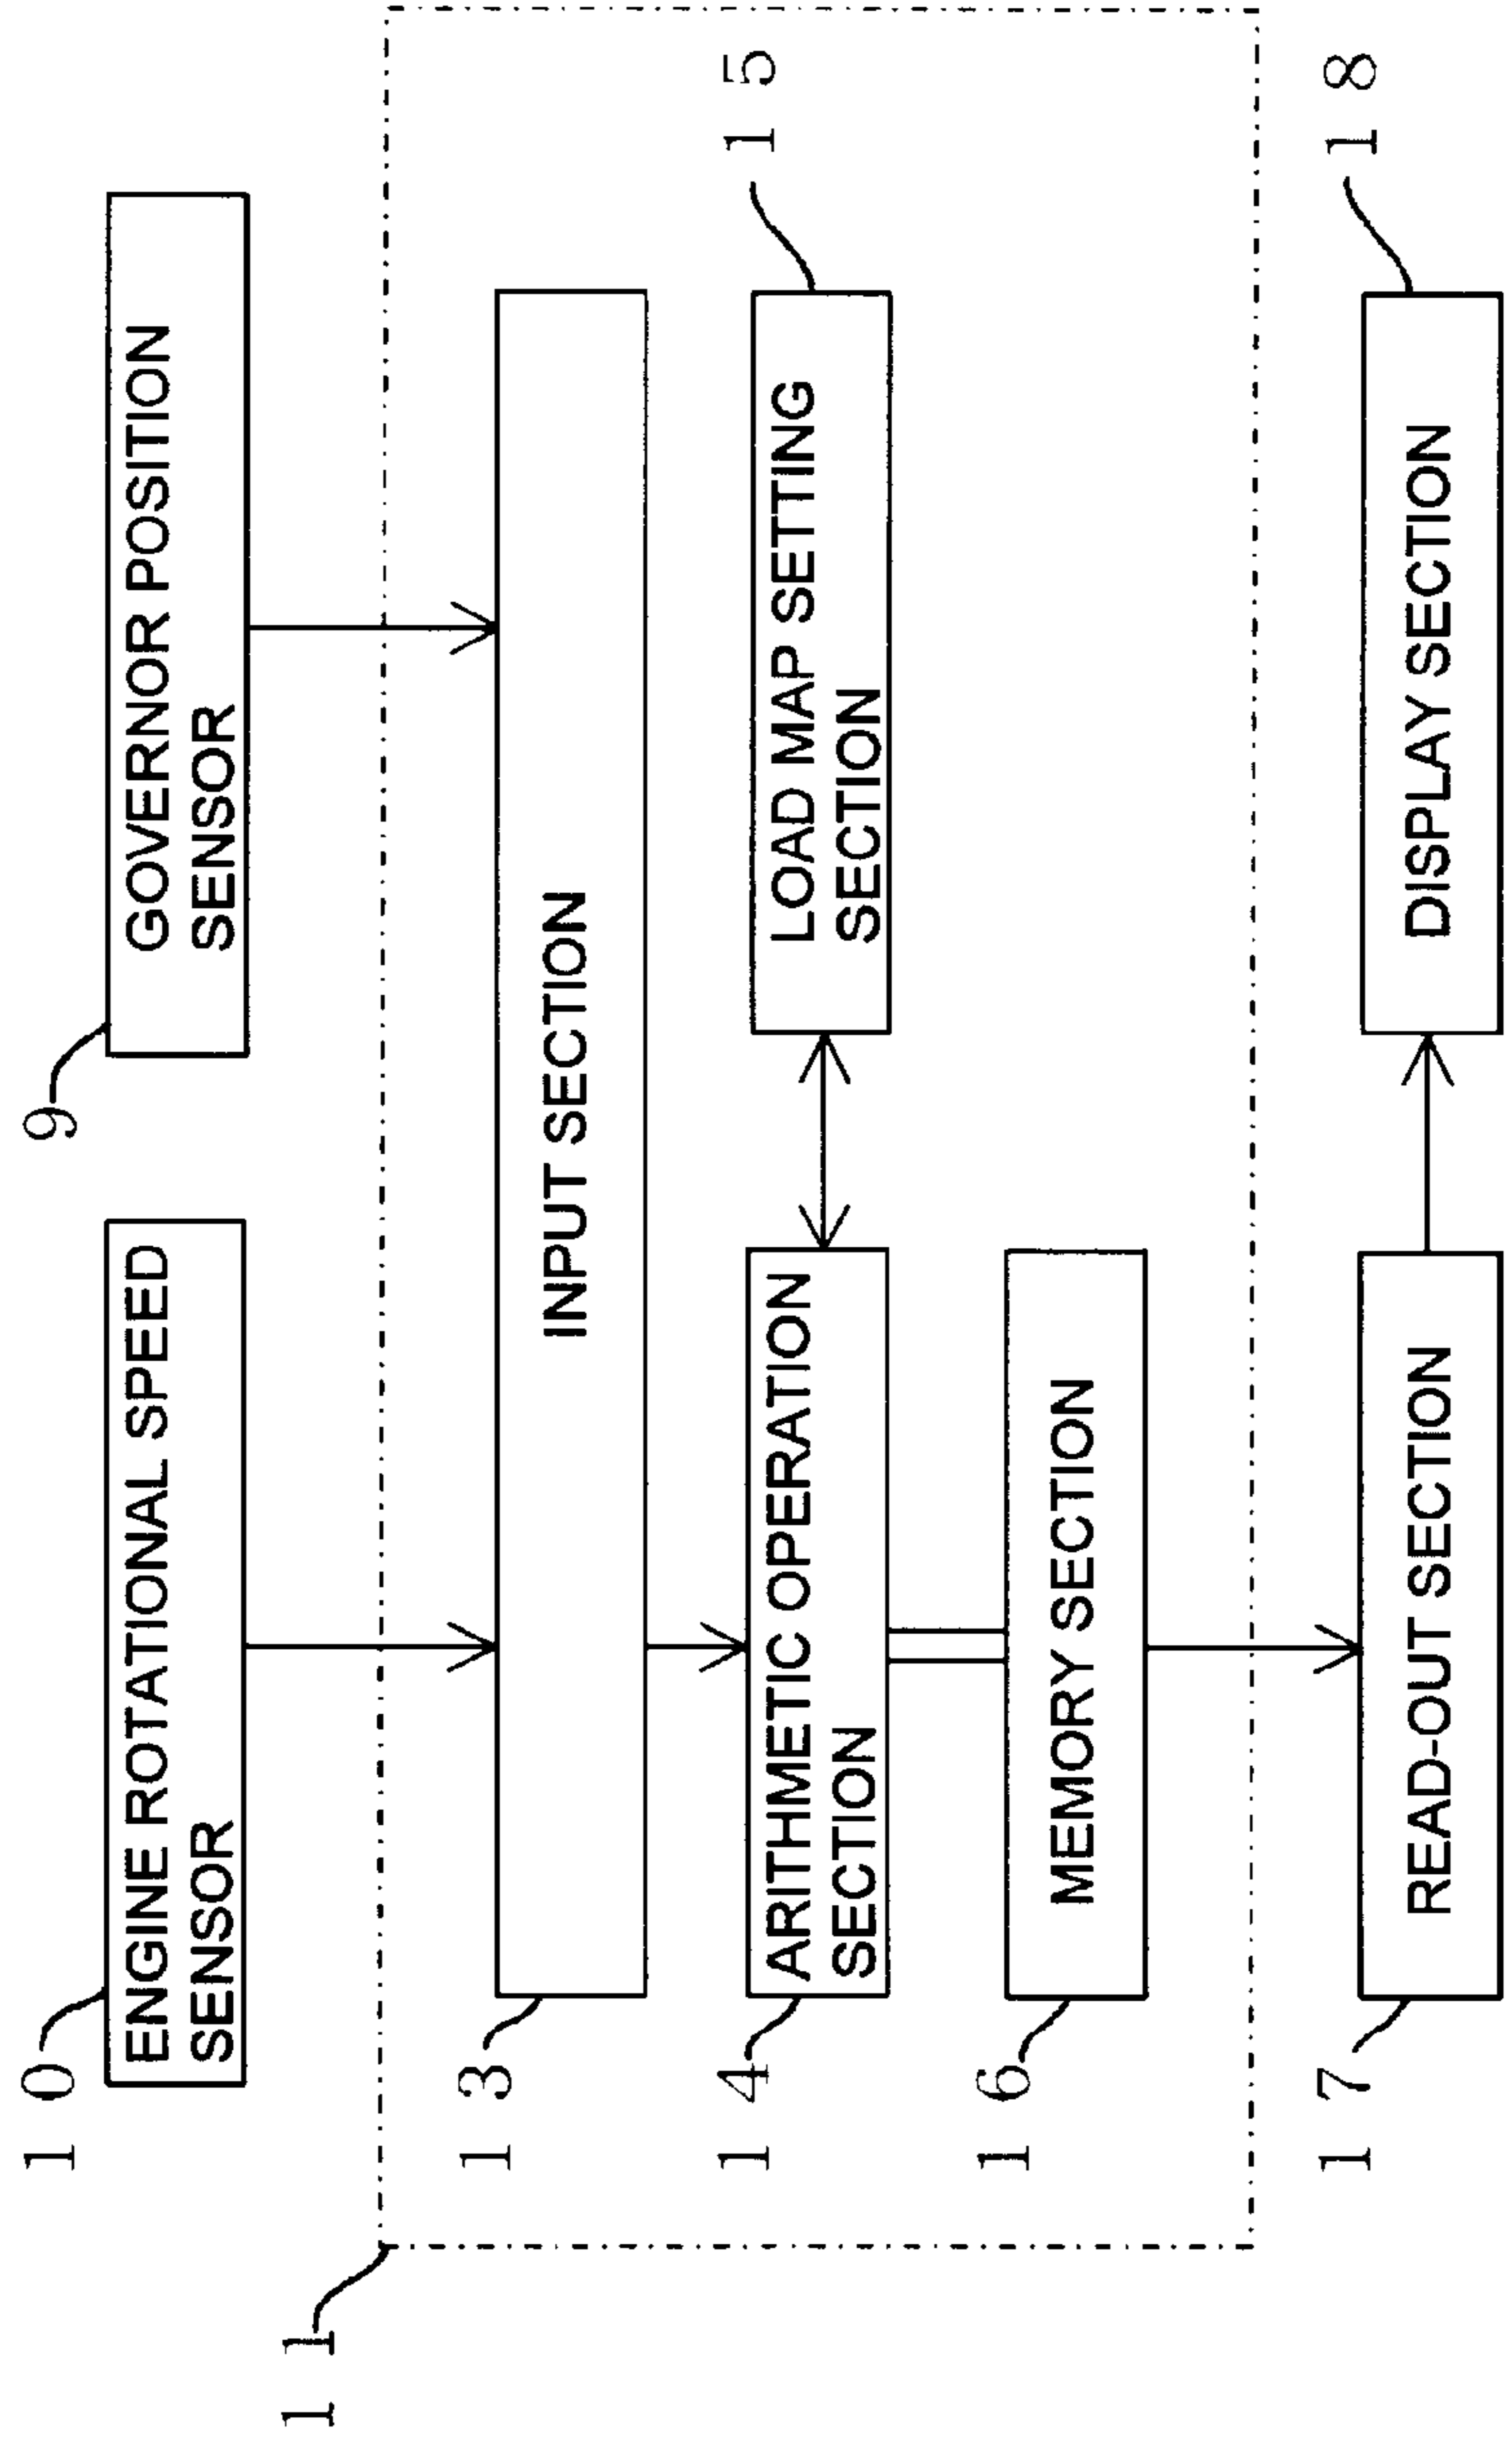 10
ENGINE ROTATIONAL SPEED
SENSOR
9
GOVERNOR POSITION
SENSOR
11
13
INPUT SECTION
14
ARITHMETIC OPERATION
SECTION
LOAD MAP SETTING
SECTION
15
16
MEMORY SECTION
17
READ-OUT SECTION
DISPLAY SECTION
18